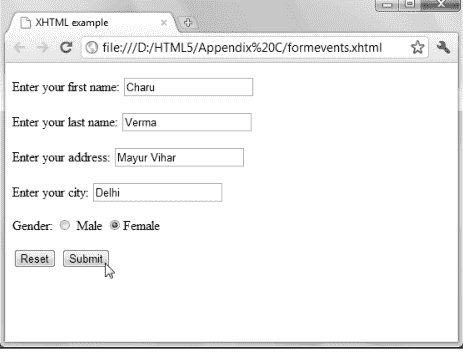 XHTML example
file:///D:/HTML5/Appendix%20C/formevents.xhtml
Enter your first name: Charu
Enter your last name: Verma
Enter your address: Mayur Vihar
Enter your city: Delhi
Gender: Male Female
Reset Submit